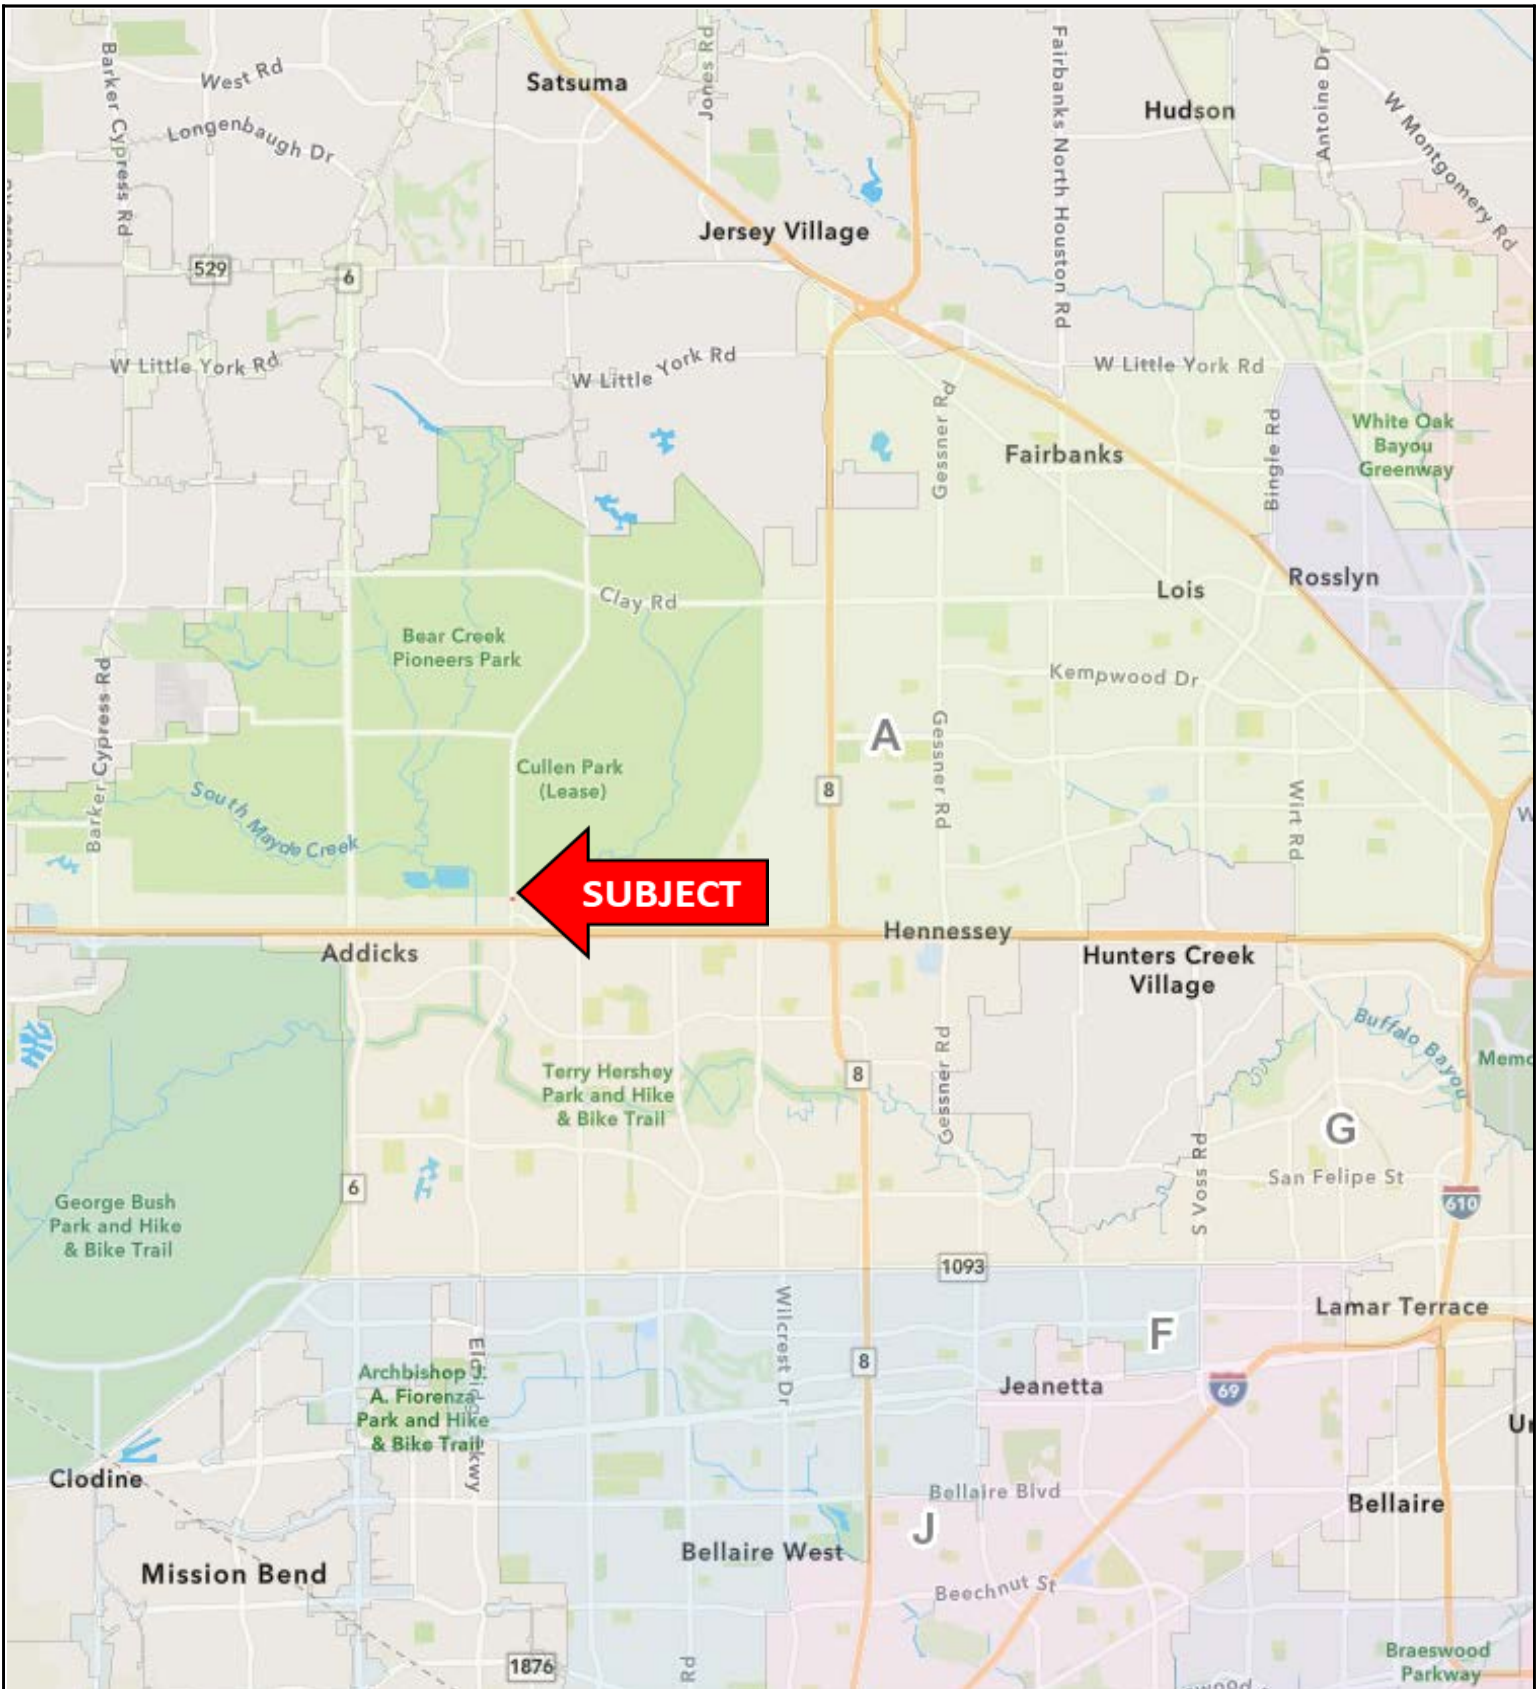 West Rd
Longenbaugh Dr
Barker Cypress Rd
Satsuma
Jones Rd
Fairbanks North Houston Rd
Hudson
Antoine Dr
W Montgomery Rd
Jersey Village
529
6
W Little York Rd
W Little York Rd
W Little York Rd
Gessner Rd
Fairbanks
Bingle Rd
White Oak
Bayou
Greenway
Clay Rd
Lois
Rosslyn
Bear Creek
Pioneers Park
Kempwood Dr
Barker Cypress Rd
A
Gessner Rd
Cullen Park
(Lease)
8
Wirt Rd
South Mayde Creek
SUBJECT
Addicks
Hennessey
Hunters Creek
Village
Buffalo Bayou
Gessner Rd
Terry Hershey
Park and Hike
& Bike Trail
8
G
S Voss Rd
San Felipe St
6
George Bush
Park and Hike
& Bike Trail
610
1093
Wilcrest Dr
Lamar Terrace
F
8
Archbishop J.
A. Fiorenza
Park and Hike
& Bike Trail
Jeanetta
69
Clodine
Bellaire Blvd
Bellaire
J
Bellaire West
Mission Bend
Beechnut St
1876
Rd
Braeswood
Parkway